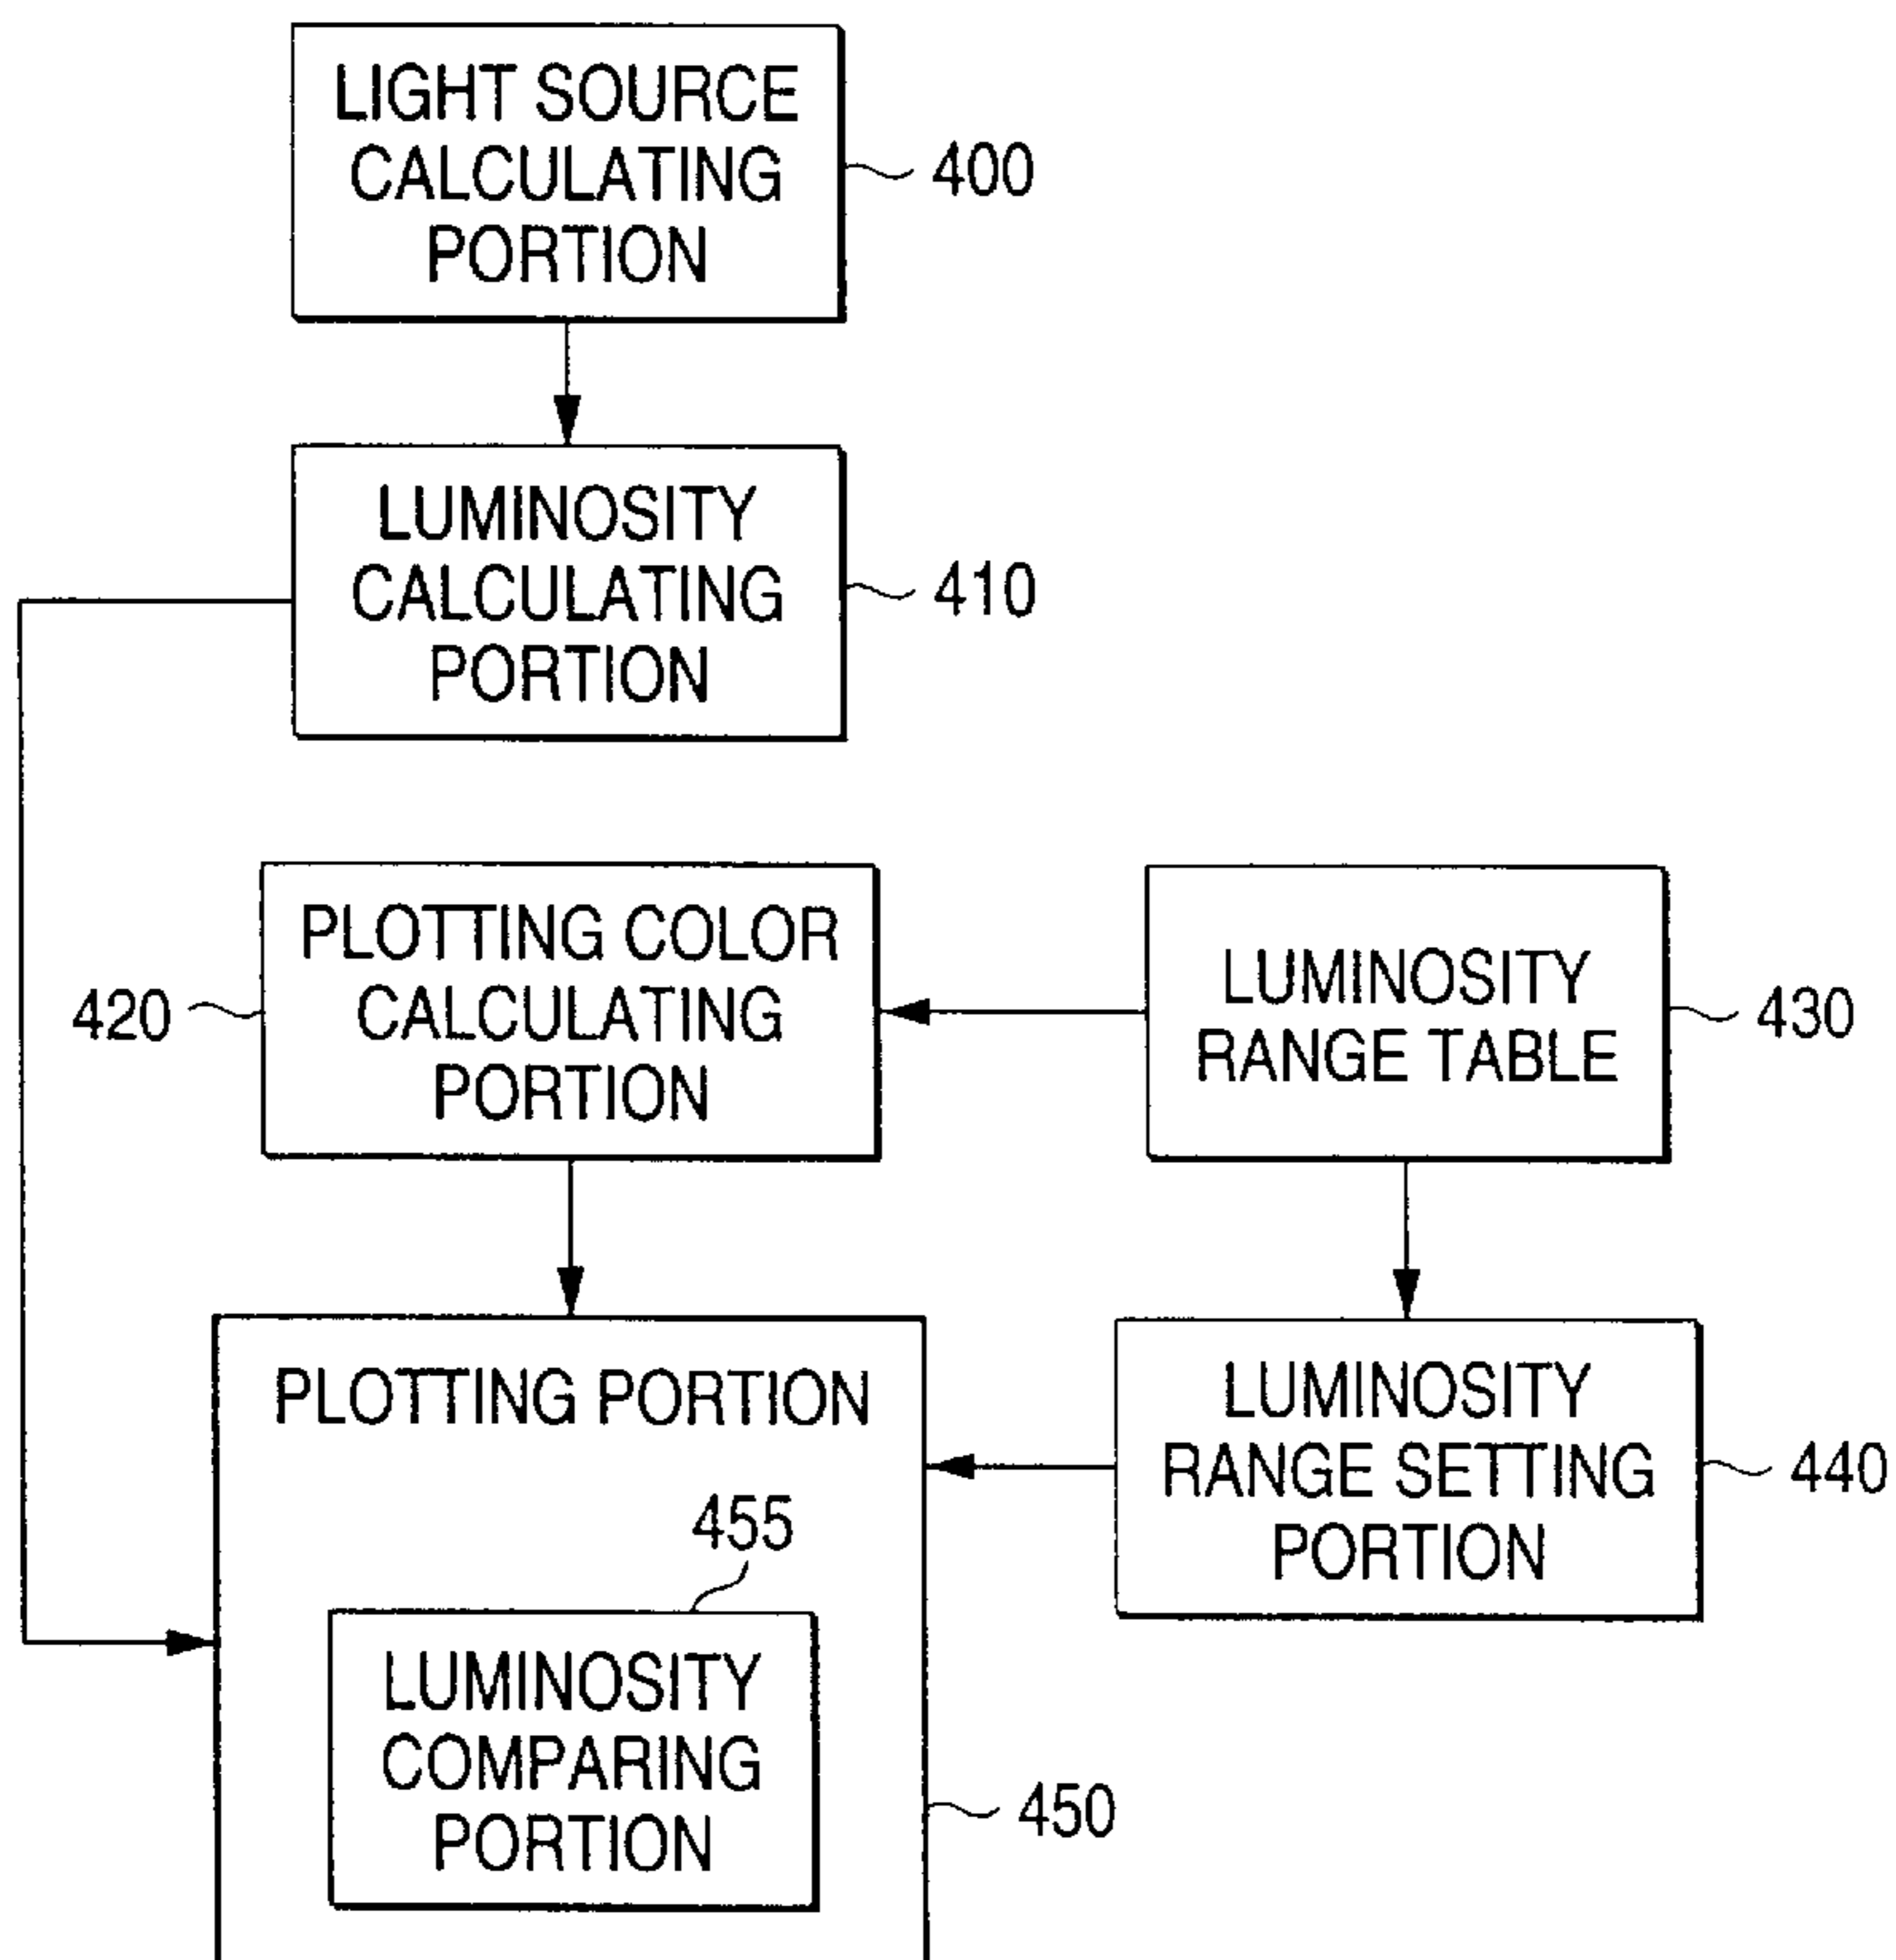 LIGHT SOURCE
CALCULATING
PORTION
400
LUMINOSITY
CALCULATING
PORTION
410
PLOTTING COLOR
CALCULATING
PORTION
420
LUMINOSITY
RANGE TABLE
430
PLOTTING PORTION
LUMINOSITY
RANGE SETTING
PORTION
440
455
LUMINOSITY
COMPARING
PORTION
450